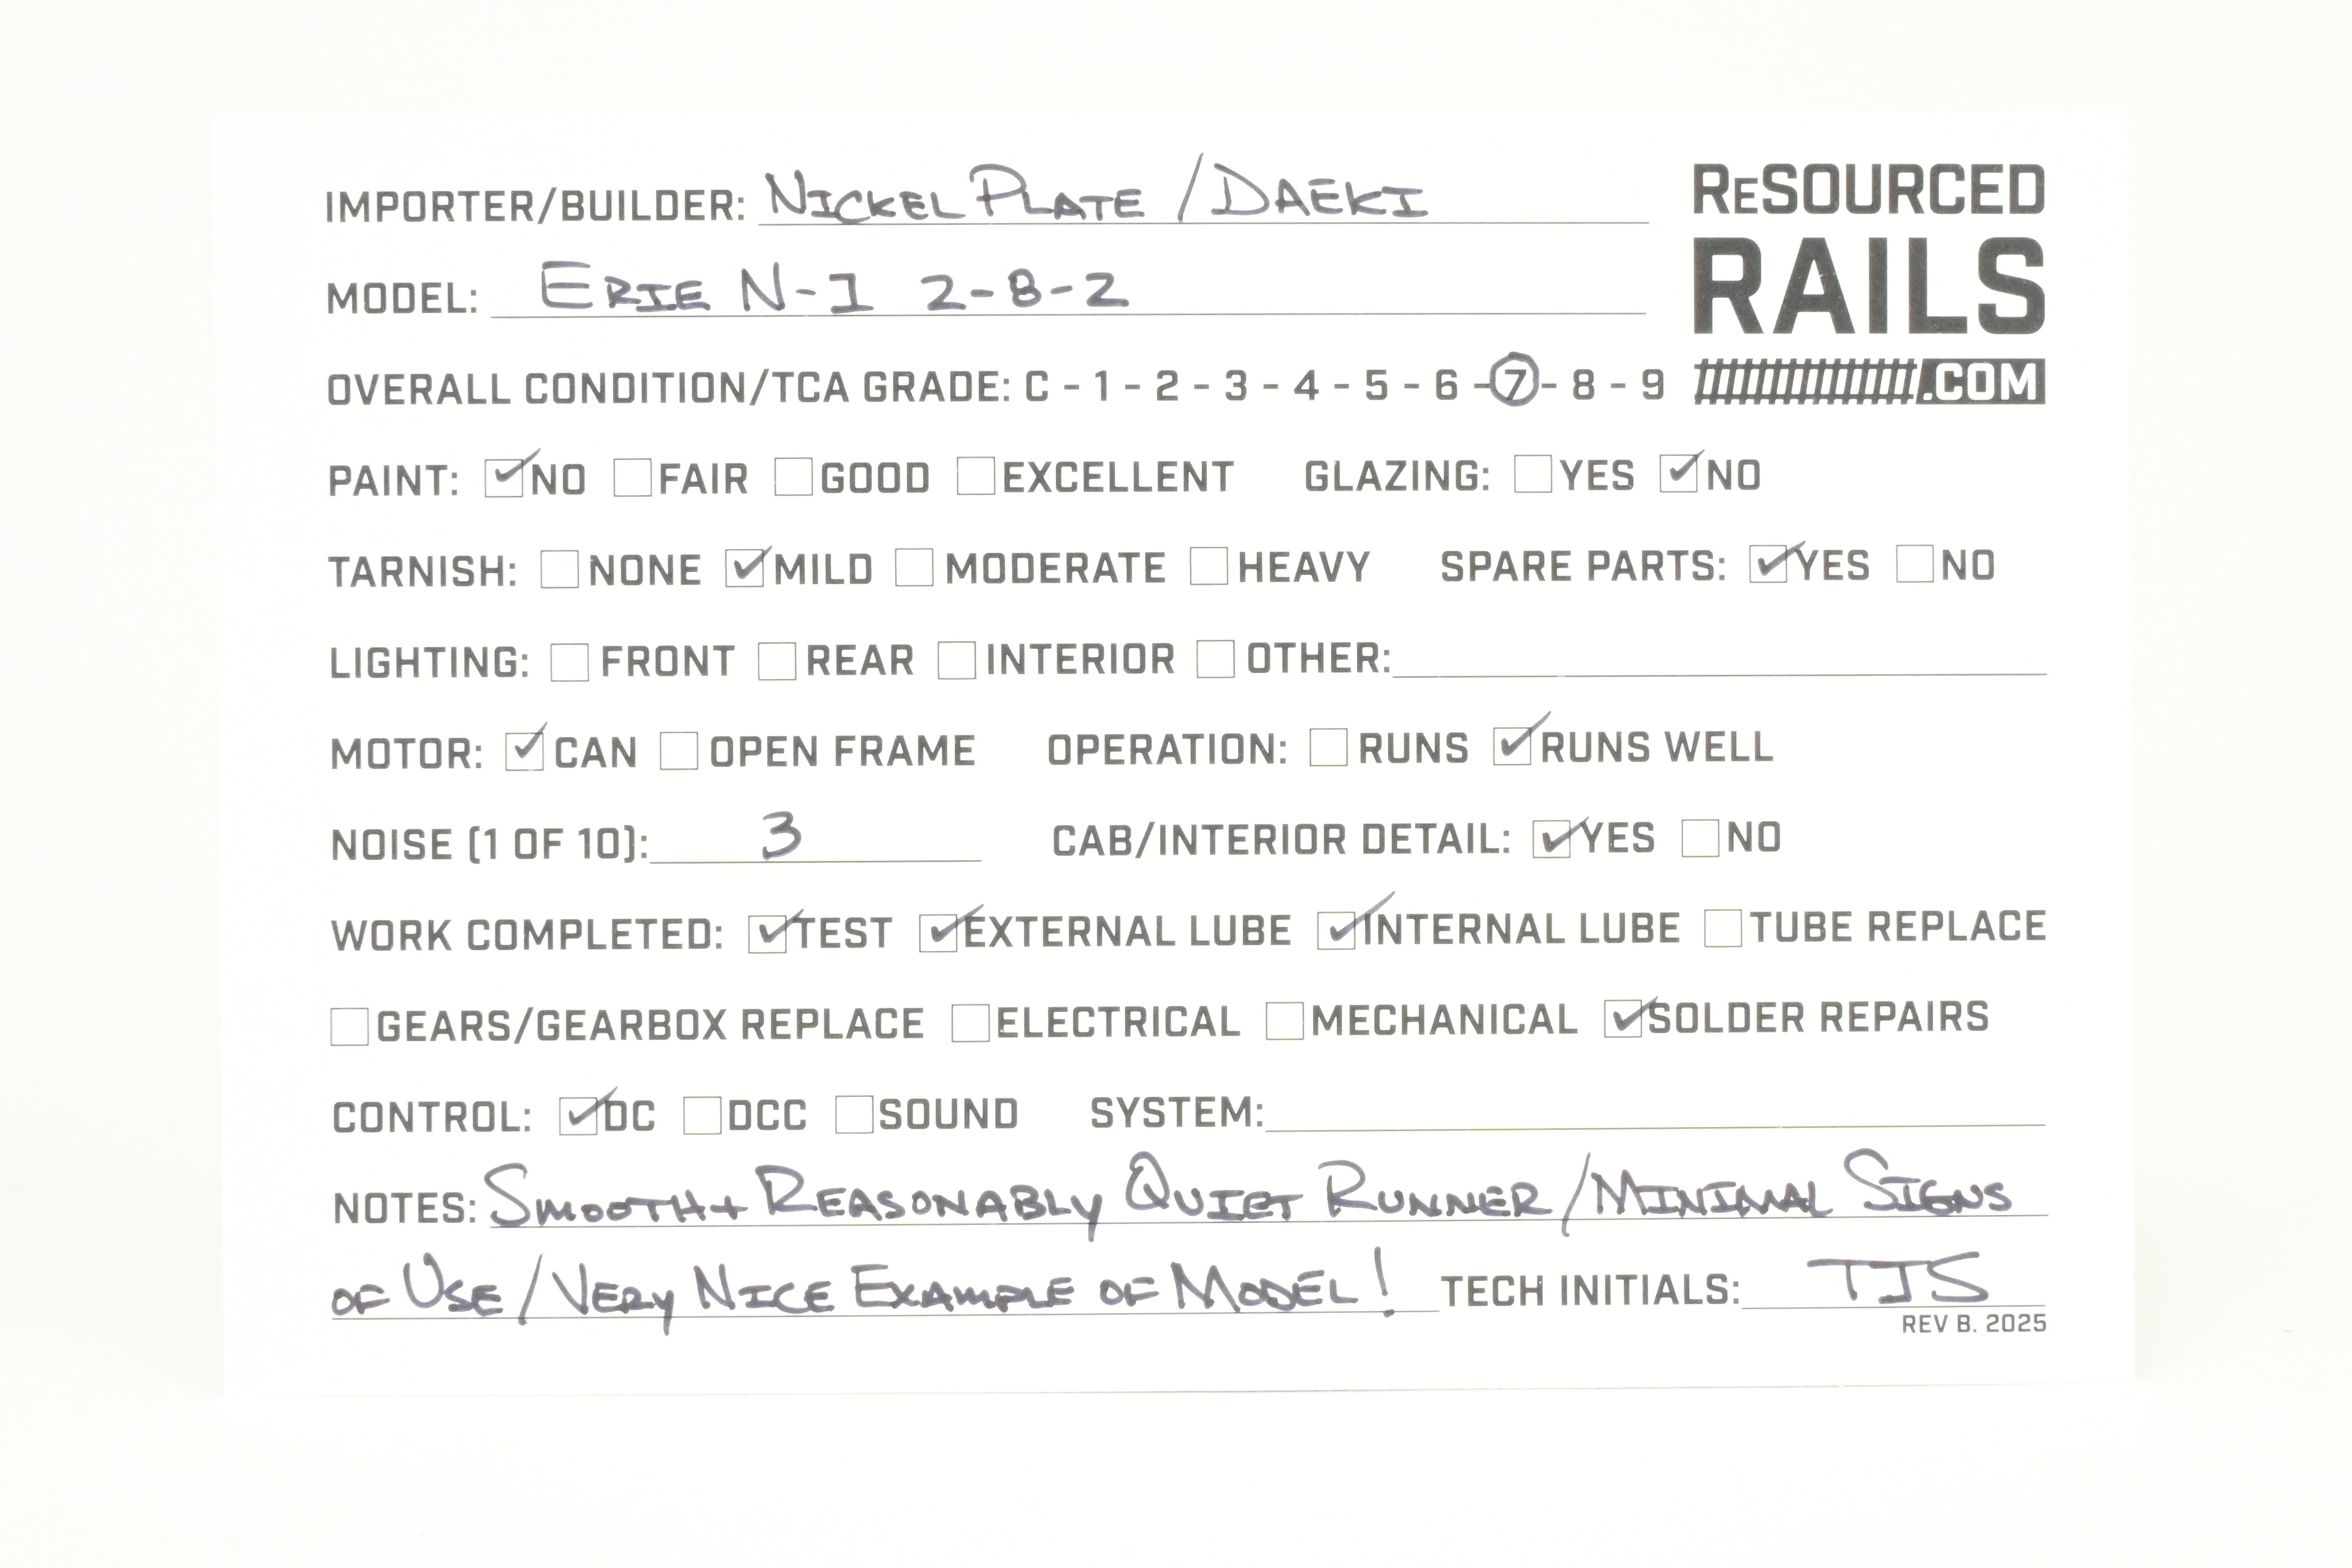 IMPORTER/BUILDER: NICKEL PLATE / DAEKI
ReSOURCED
RAILS
.COM
MODEL: ERIE N-1 2-8-2
OVERALL CONDITION/TCA GRADE: C - 1 - 2 - 3 - 4 - 5 - 6 - 7 - 8 - 9
PAINT: ✓ NO ☐ FAIR ☐ GOOD ☐ EXCELLENT GLAZING: ☐ YES ✓ NO
TARNISH: ☐ NONE ✓ MILD ☐ MODERATE ☐ HEAVY SPARE PARTS: ✓ YES ☐ NO
LIGHTING: ☐ FRONT ☐ REAR ☐ INTERIOR ☐ OTHER:
MOTOR: ✓ CAN ☐ OPEN FRAME OPERATION: ☐ RUNS ✓ RUNS WELL
NOISE (1 OF 10): 3 CAB/INTERIOR DETAIL: ✓ YES ☐ NO
WORK COMPLETED: ✓ TEST ✓ EXTERNAL LUBE ✓ INTERNAL LUBE ☐ TUBE REPLACE
☐ GEARS/GEARBOX REPLACE ☐ ELECTRICAL ☐ MECHANICAL ✓ SOLDER REPAIRS
CONTROL: ✓ DC ☐ DCC ☐ SOUND SYSTEM:
NOTES: SMOOTH + REASONABLY QUIET RUNNER / MINIMAL SIGNS
OF USE / VERY NICE EXAMPLE OF MODEL! TECH INITIALS: TJS
REV B. 2025